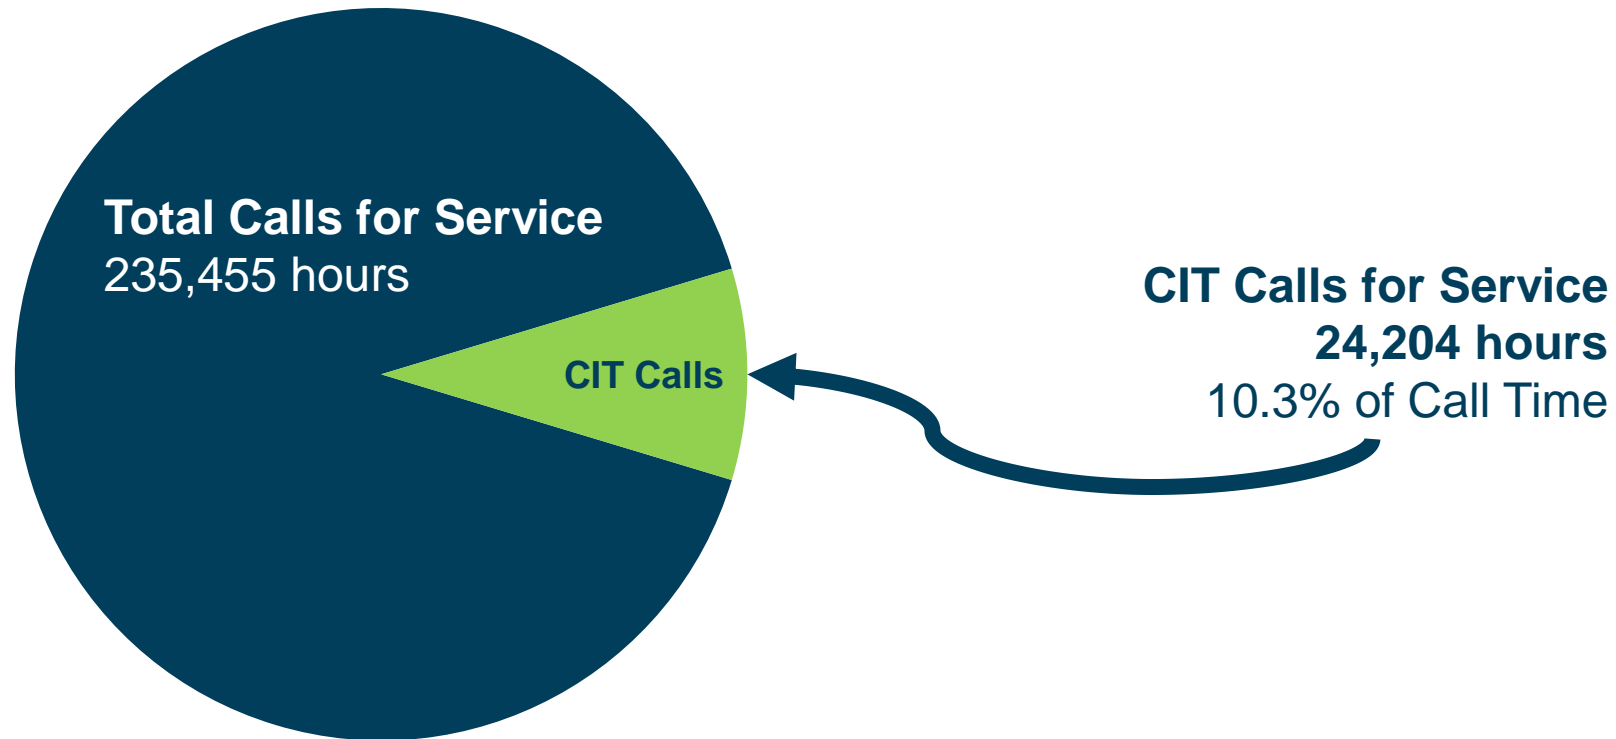 Total Calls for Service
235,455 hours
CIT Calls
CIT Calls for Service
24,204 hours
10.3% of Call Time